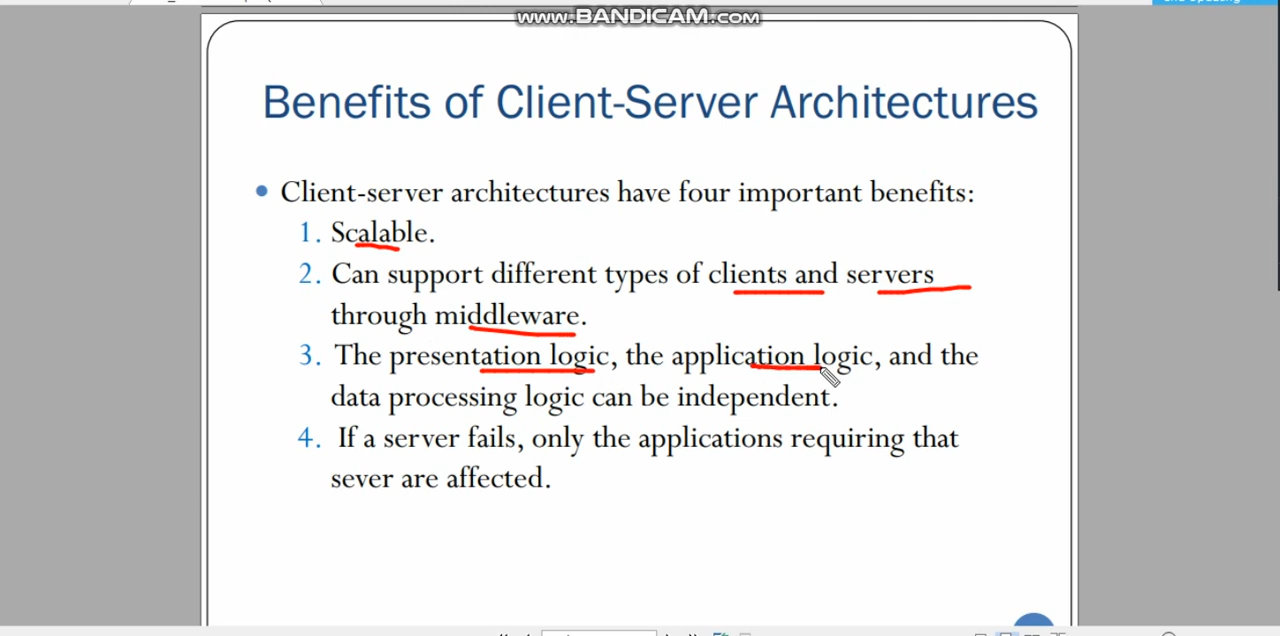 www.BANDICAM.com
Benefits of Client-Server Architectures
• Client-server architectures have four important benefits:
1. Scalable.
2. Can support different types of clients and servers
through middleware.
3. The presentation logic, the application logic, and the
data processing logic can be independent.
4. If a server fails, only the applications requiring that
sever are affected.